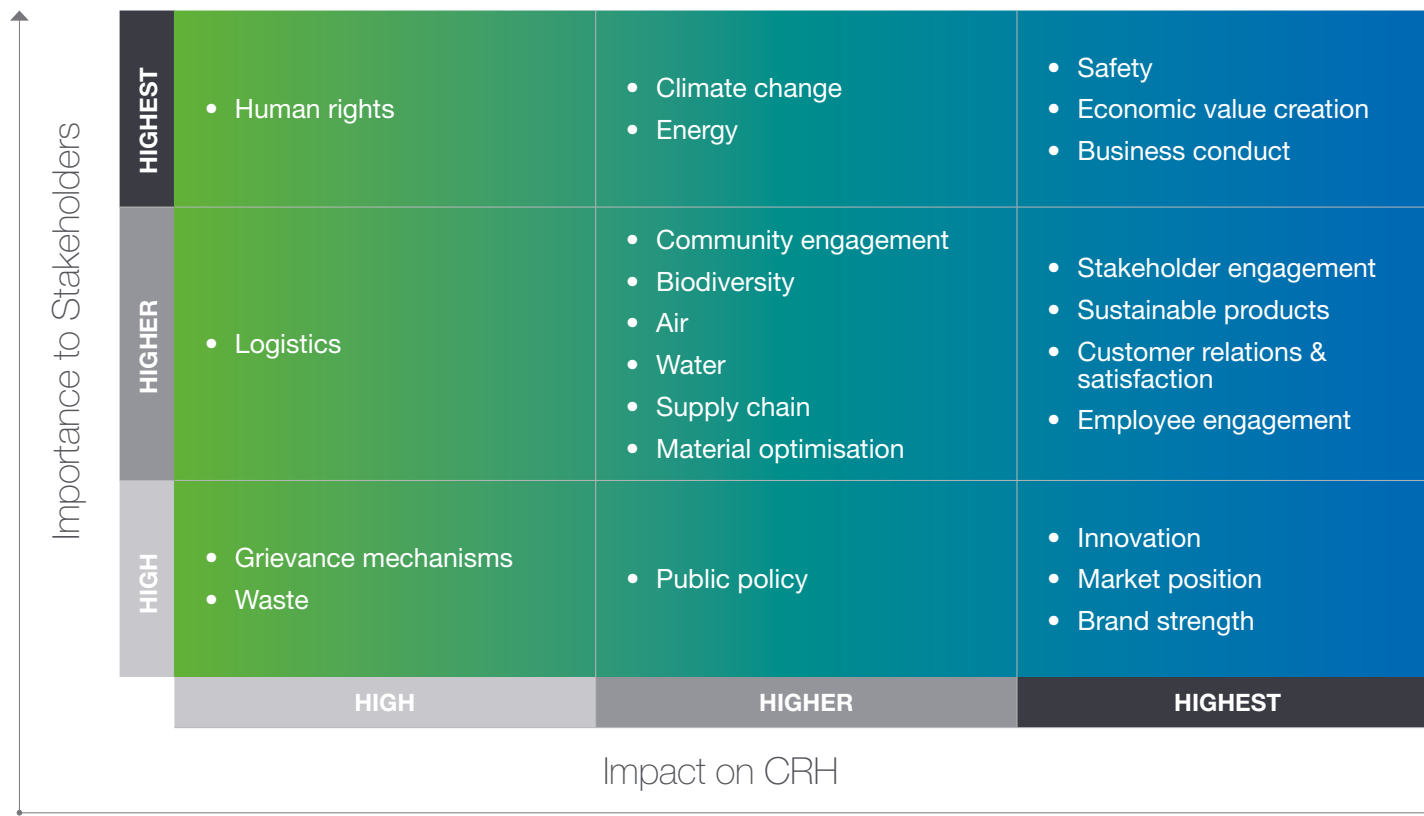 Importance to Stakeholders
HIGHEST
• Human rights
• Climate change
• Energy
• Safety
• Economic value creation
• Business conduct
HIGHER
• Logistics
• Community engagement
• Biodiversity
• Air
• Water
• Supply chain
• Material optimisation
• Stakeholder engagement
• Sustainable products
• Customer relations &
satisfaction
• Employee engagement
HIGH
• Grievance mechanisms
• Waste
• Public policy
• Innovation
• Market position
• Brand strength
HIGH
HIGHER
HIGHEST
Impact on CRH